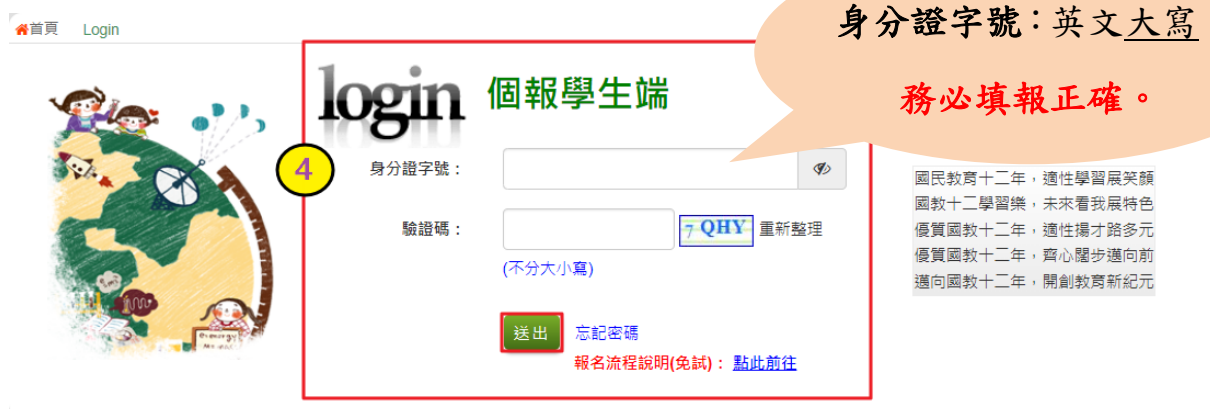 首頁 Login
身分證字號：英文大寫
務必填報正確。
login 個報學生端
4
身分證字號：
驗證碼：
7 QHY 重新整理
(不分大小寫)
送出 忘記密碼
報名流程說明(免試)： 點此前往
國民教育十二年，適性學習展笑顏
國教十二學習樂，未來看我展特色
優質國教十二年，適性揚才路多元
優質國教十二年，齊心闊步邁向前
邁向國教十二年，開創教育新紀元